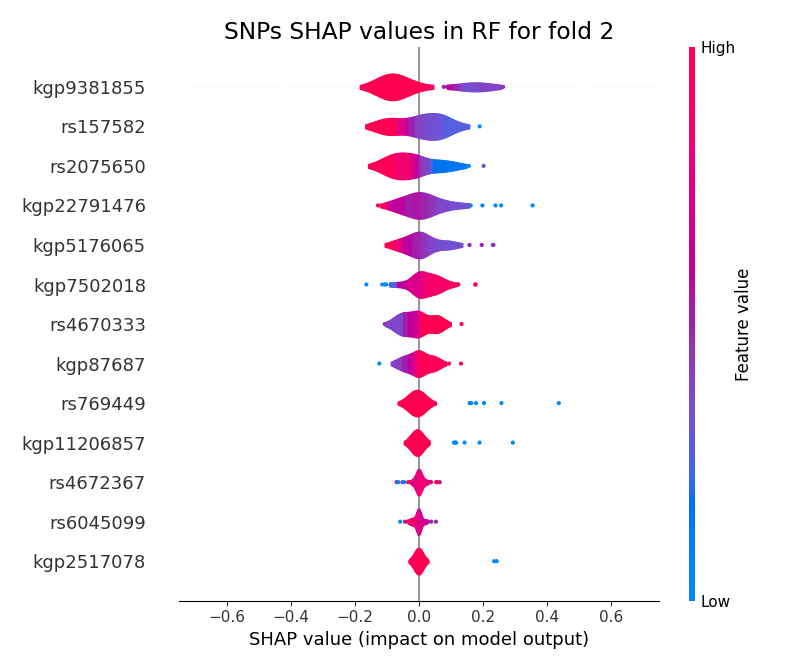 SNPs SHAP values in RF for fold 2
High
kgp9381855
rs157582
rs2075650
kgp22791476
kgp5176065
kgp7502018
rs4670333
kgp87687
rs769449
kgp11206857
rs4672367
rs6045099
kgp2517078
Feature value
Low
−0.6 −0.4 −0.2 0.0 0.2 0.4 0.6
SHAP value (impact on model output)